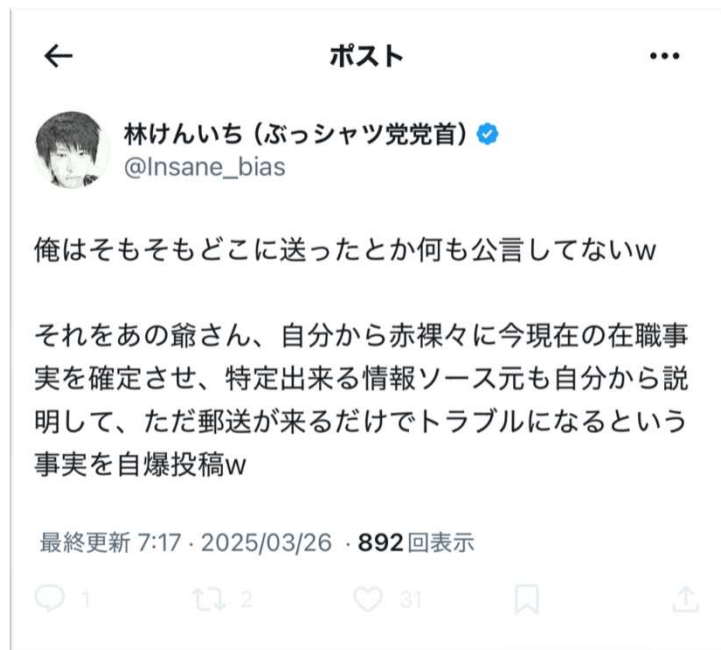 ポスト
林けんいち (ぶっシャツ党党首)
@Insane_bias
俺はそもそもどこに送ったとか何も公言してないw
それをあの爺さん、自分から赤裸々に今現在の在職事
実を確定させ、特定出来る情報ソース元も自分から説
明して、ただ郵送が来るだけでトラブルになるという
事実を自爆投稿w
最終更新 7:17 · 2025/03/26 · 892回表示
1 2 31